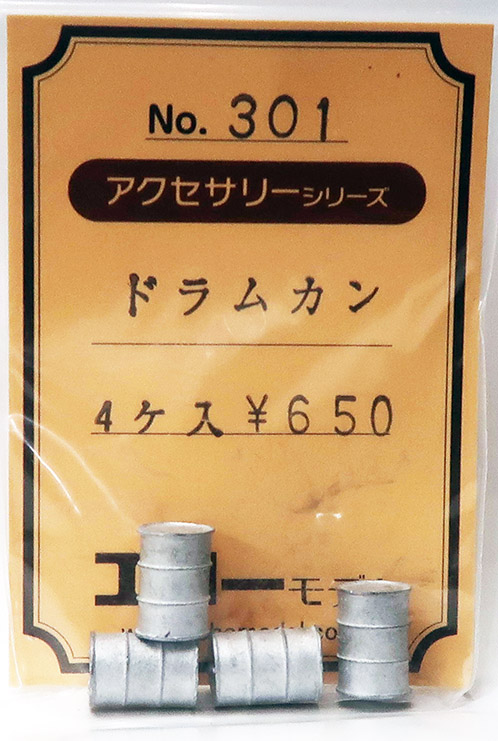 No. 301
アクセサリーシリーズ
ドラムカン
4ケ入 ¥650